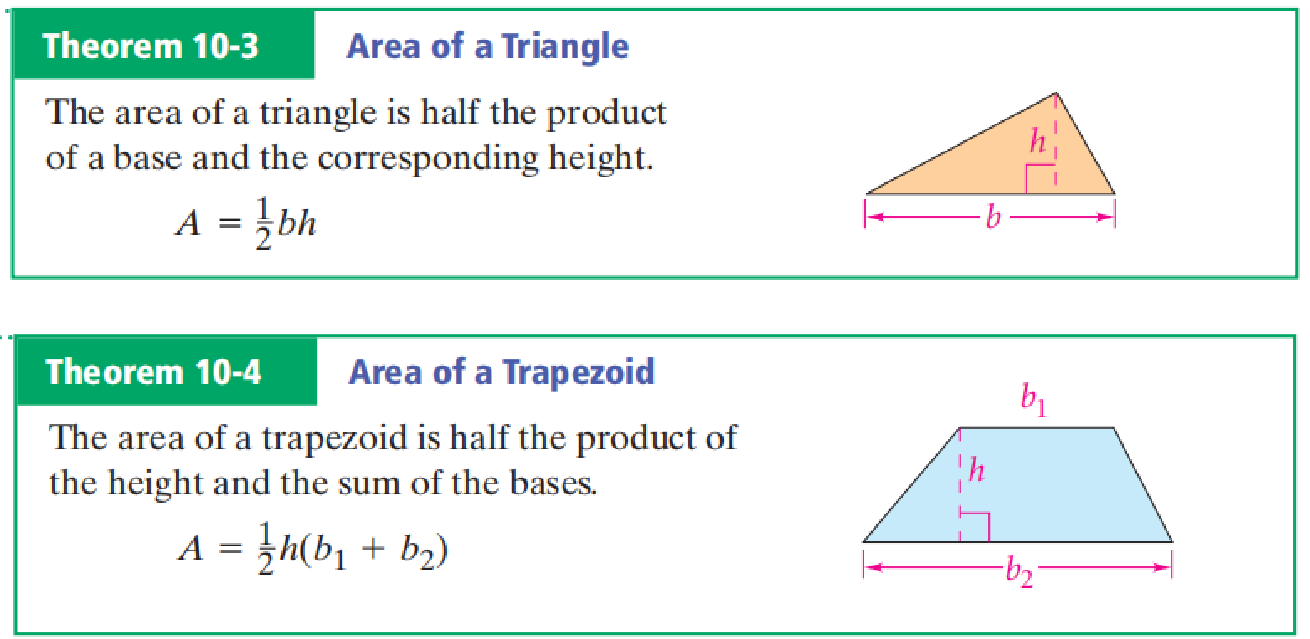 Theorem 10-3 Area of a Triangle
The area of a triangle is half the product
of a base and the corresponding height.
A = ½bh
h
b
Theorem 10-4 Area of a Trapezoid
The area of a trapezoid is half the product of
the height and the sum of the bases.
A = ½h(b₁ + b₂)
b₁
h
b₂